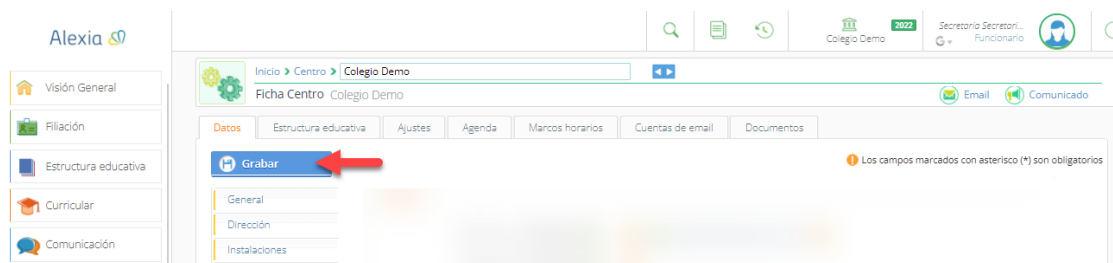 Alexia
Colegio Demo
2022
Secretaria Secretari...
G
Funcionario
Visión General
Filiación
Estructura educativa
Curricular
Comunicación
Inicio > Centro > Colegio Demo
Ficha Centro Colegio Demo
Email
Comunicado
Datos
Estructura educativa
Ajustes
Agenda
Marcos horarios
Cuentas de email
Documentos
Grabar
Los campos marcados con asterisco (*) son obligatorios
General
Dirección
Instalaciones